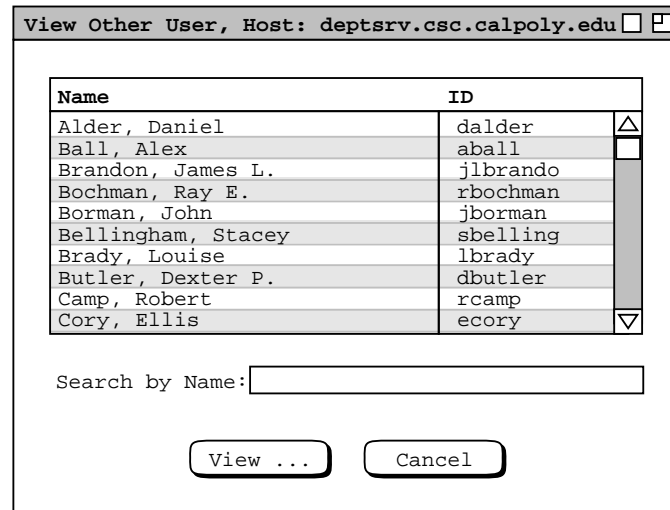 View Other User, Host: deptsrv.csc.calpoly.edu
Name ID
Alder, Daniel dalder
Ball, Alex aball
Brandon, James L. jlbrando
Bochman, Ray E. rbochman
Borman, John jborman
Bellingham, Stacey sbelling
Brady, Louise lbrady
Butler, Dexter P. dbutler
Camp, Robert rcamp
Cory, Ellis ecory
Search by Name:
View ... Cancel